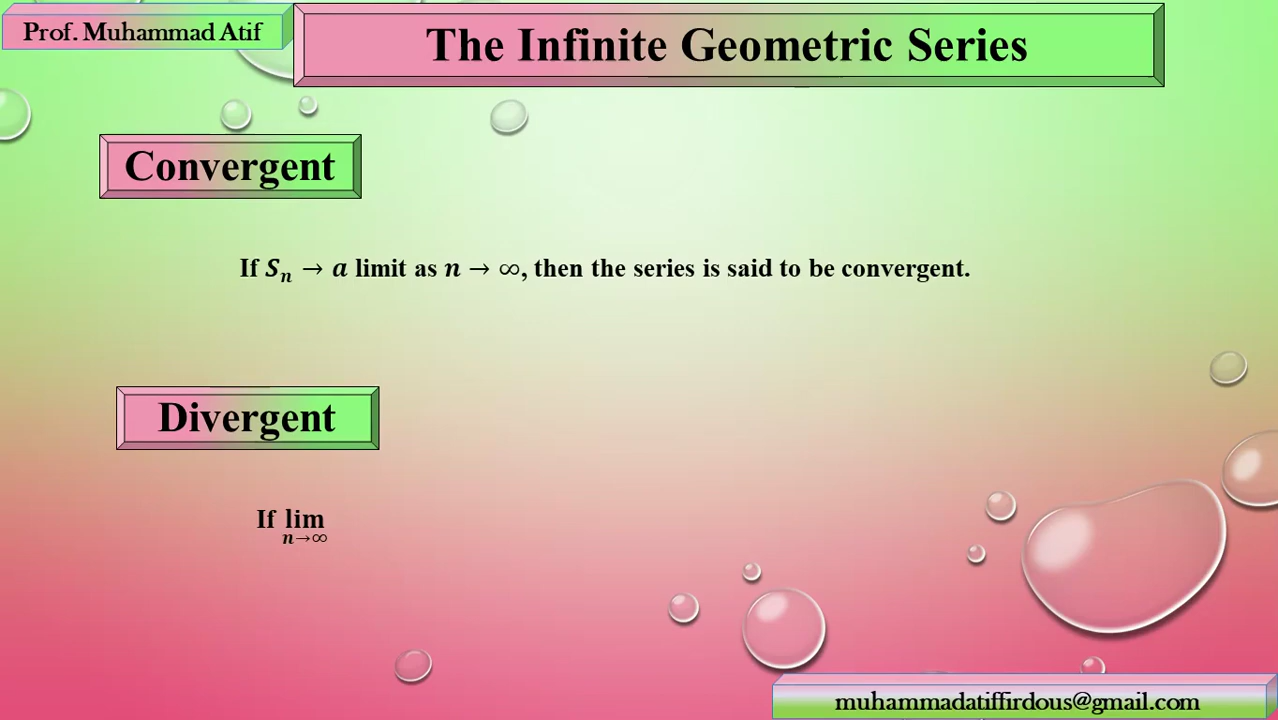 Prof. Muhammad Atif
The Infinite Geometric Series
Convergent
If Sₙ → a limit as n → ∞, then the series is said to be convergent.
Divergent
If lim
n→∞
muhammadatiffirdous@gmail.com